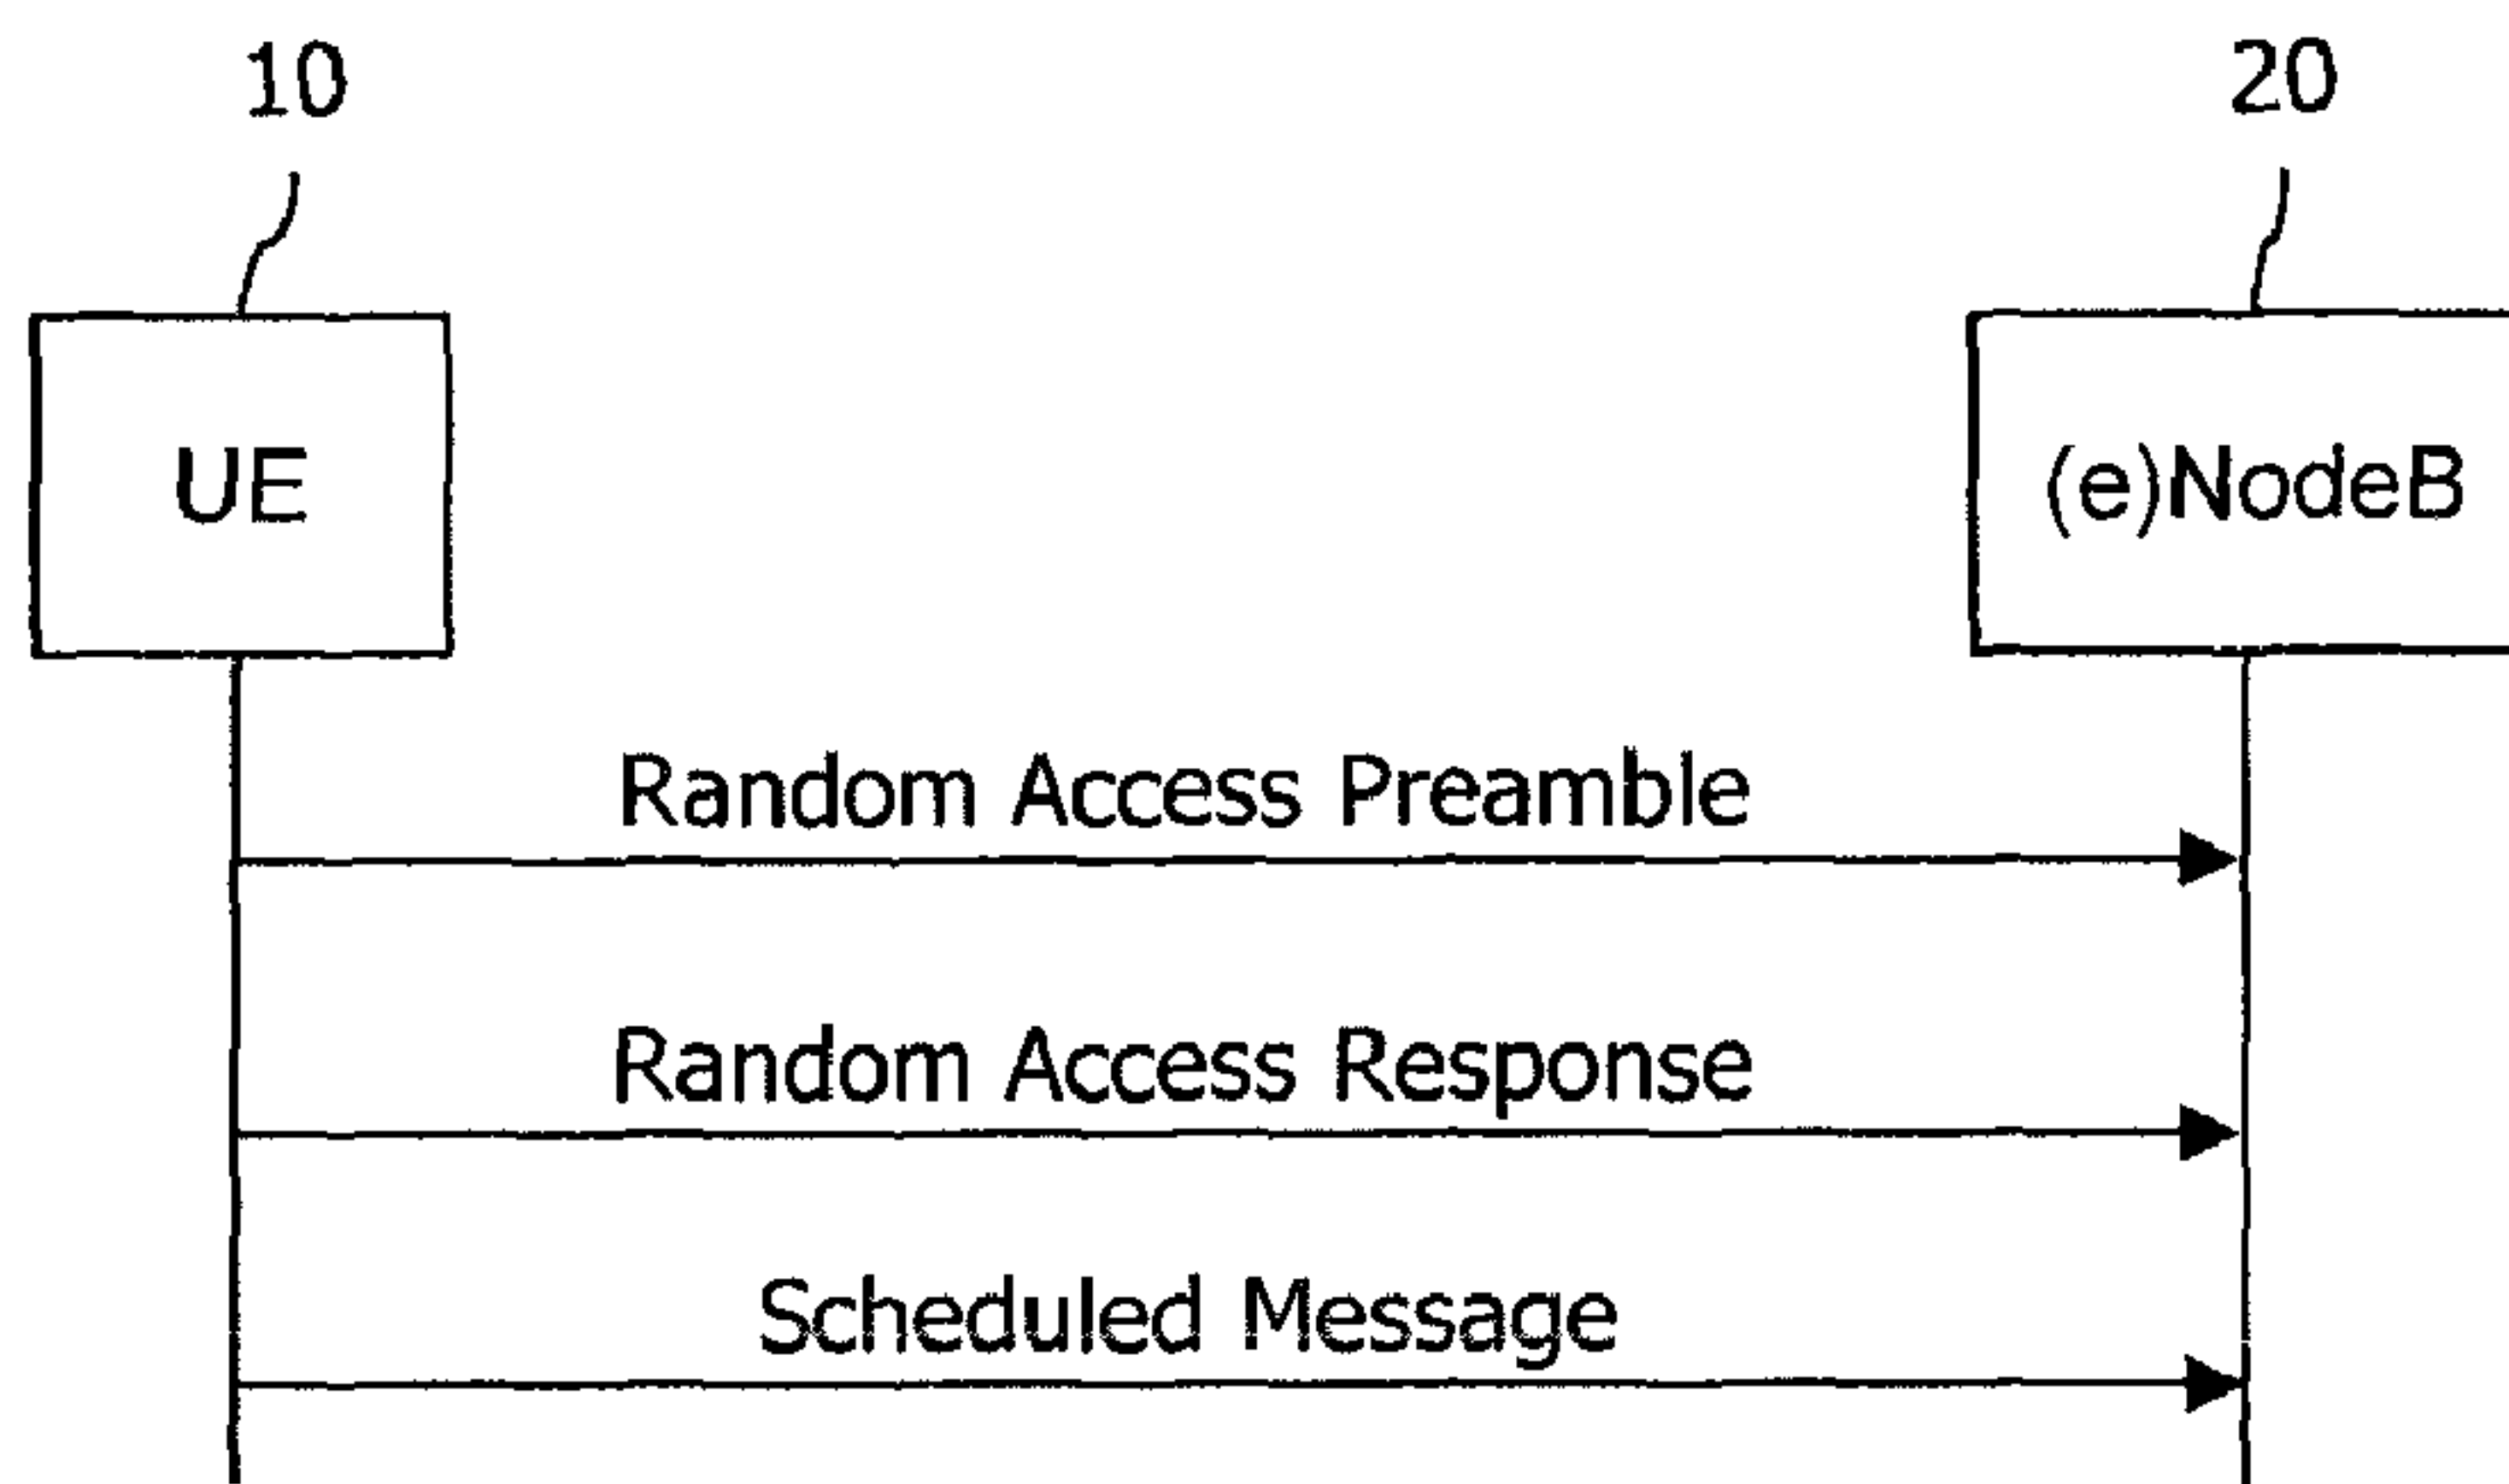 10
20
UE
(e)NodeB
Random Access Preamble
Random Access Response
Scheduled Message